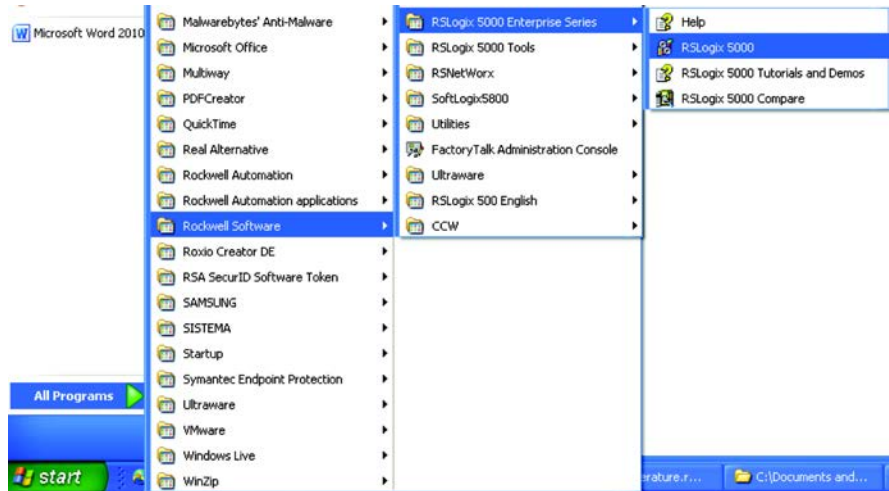 Microsoft Word 2010
All Programs
start
Malwarebytes' Anti-Malware
Microsoft Office
Multiway
PDFCreator
QuickTime
Real Alternative
Rockwell Automation
Rockwell Automation applications
Rockwell Software
Roxio Creator DE
RSA SecurID Software Token
SAMSUNG
SISTEMA
Startup
Symantec Endpoint Protection
Ultraware
VMware
Windows Live
WinZip
RSLogix 5000 Enterprise Series
RSLogix 5000 Tools
RSNetWorx
SoftLogix5800
Utilities
FactoryTalk Administration Console
Ultraware
RSLogix 500 English
CCW
Help
RSLogix 5000
RSLogix 5000 Tutorials and Demos
RSLogix 5000 Compare
erature.r...
C:\Documents and...